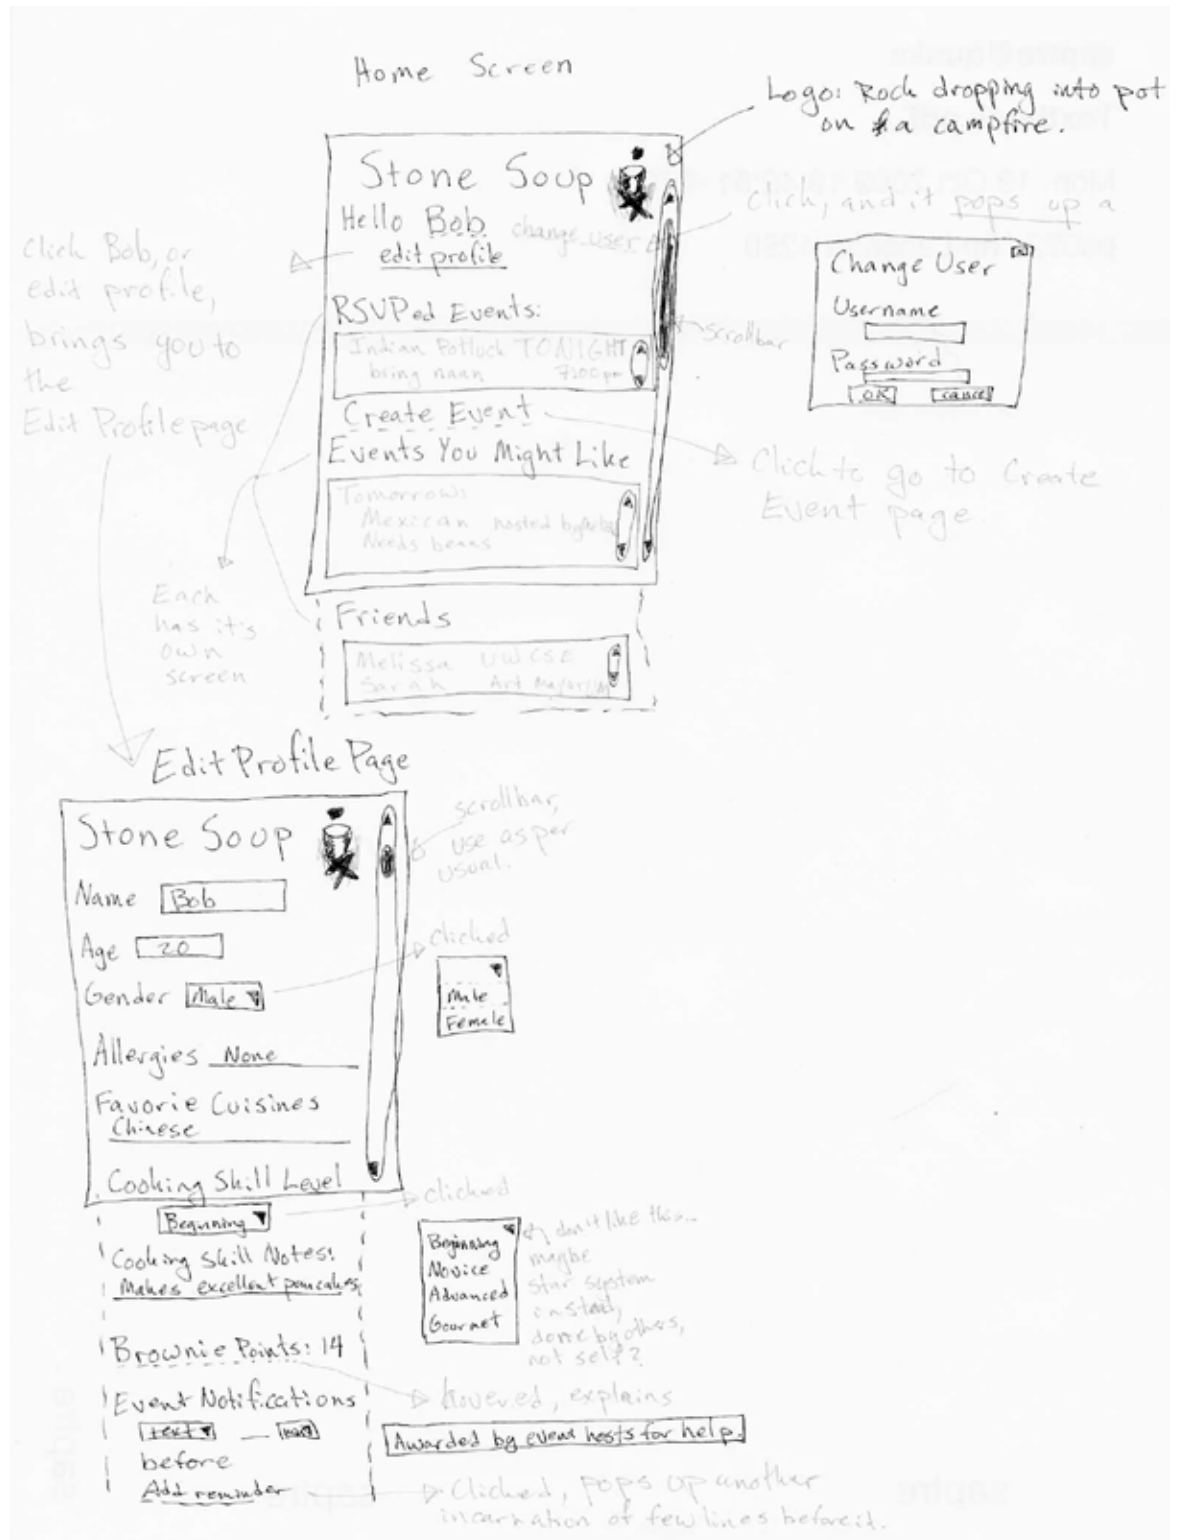 Home Screen
Logo: Rock dropping into pot
on a campfire.
Stone Soup
Hello Bob
change user
edit profile
Click, and it pops up a
Change User
Username
Password
OK
cancel
click Bob, or
edit profile,
brings you to
the
Edit Profile page
RSVPed Events:
scrollbar
Indian Potluck TONIGHT
bring naan 7:00pm
Create Event
Click to go to Create
Event page.
Events You Might Like
Tomorrow:
Mexican hosted by
Needs beans
Each
has it's
own
screen
Friends
Melissa UW CSE
Sarah Art Major
Edit Profile Page
Stone Soup
scrollbar,
use as per
usual.
Name Bob
Age 20
Gender Male
clicked
Male
Female
Allergies None
Favorie Cuisines
Chinese
Cooking Skill Level
Beginning
clicked
Beginning
Novice
Advanced
Gourmet
don't like this...
maybe
star system
instead,
done by others,
not self?
Cooking Skill Notes:
Makes excellent pancakes
Brownie Points: 14
hovered, explains
Awarded by event hosts for help.
Event Notifications
text
before
Add reminder
Clicked, pops up another
incarnation of few lines before it.